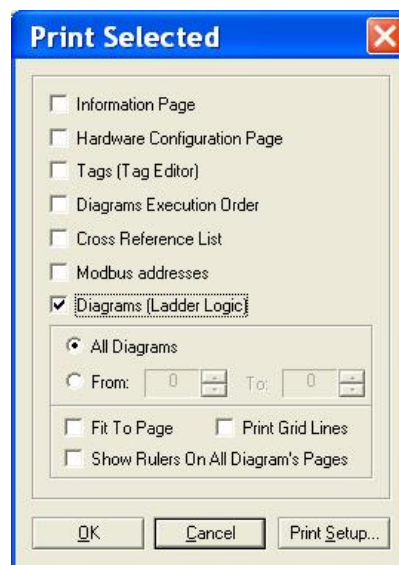 Print Selected
Information Page
Hardware Configuration Page
Tags (Tag Editor)
Diagrams Execution Order
Cross Reference List
Modbus addresses
Diagrams (Ladder Logic)
All Diagrams
From: 0 To: 0
Fit To Page Print Grid Lines
Show Rulers On All Diagram's Pages
OK Cancel Print Setup...